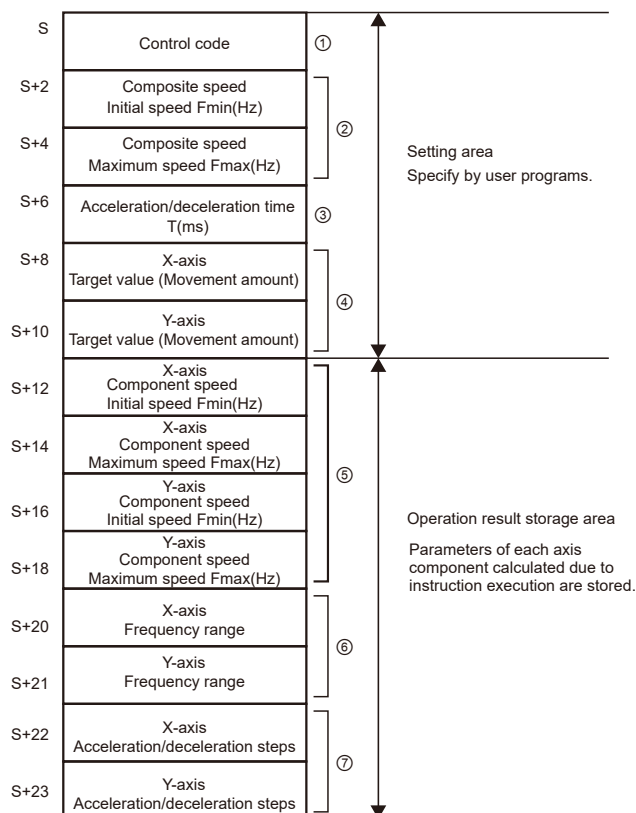 S
Control code
①
S+2
Composite speed
Initial speed Fmin(Hz)
②
S+4
Composite speed
Maximum speed Fmax(Hz)
Setting area
Specify by user programs.
S+6
Acceleration/deceleration time
T(ms)
③
S+8
X-axis
Target value (Movement amount)
④
S+10
Y-axis
Target value (Movement amount)
S+12
X-axis
Component speed
Initial speed Fmin(Hz)
S+14
X-axis
Component speed
Maximum speed Fmax(Hz)
⑤
S+16
Y-axis
Component speed
Initial speed Fmin(Hz)
Operation result storage area
Parameters of each axis
component calculated due to
instruction execution are stored.
S+18
Y-axis
Component speed
Maximum speed Fmax(Hz)
S+20
X-axis
Frequency range
⑥
S+21
Y-axis
Frequency range
S+22
X-axis
Acceleration/deceleration steps
⑦
S+23
Y-axis
Acceleration/deceleration steps